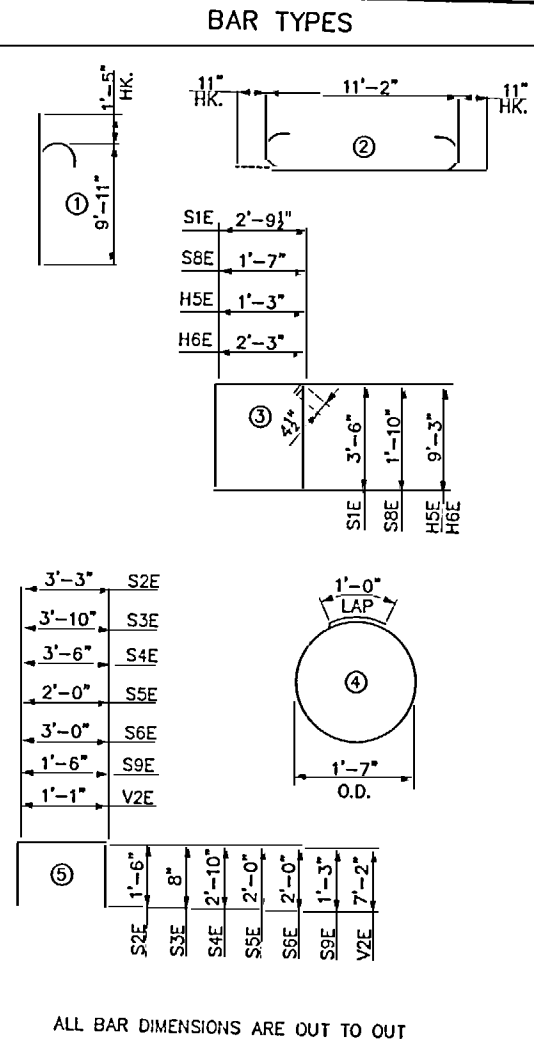 BAR TYPES
1'-5" HK.
9'-11"
1
11" HK.
11'-2"
11" HK.
2
S1E 2'-9½"
S8E 1'-7"
H5E 1'-3"
H6E 2'-3"
3
4½"
3'-6"
1'-10"
9'-3"
S1E
S8E
H5E
H6E
3'-3" S2E
3'-10" S3E
3'-6" S4E
2'-0" S5E
3'-0" S6E
1'-6" S9E
1'-1" V2E
1'-0"
LAP
4
1'-7"
O.D.
5
1'-6"
8"
2'-10"
2'-0"
2'-0"
1'-3"
7'-2"
S2E
S3E
S4E
S5E
S6E
S9E
V2E
ALL BAR DIMENSIONS ARE OUT TO OUT